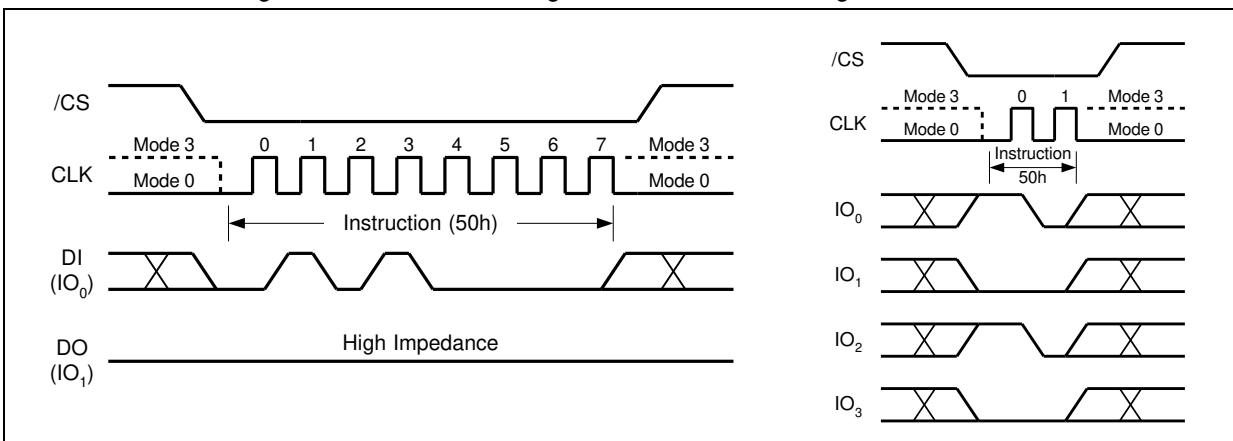 /CS
Mode 3 0 1 2 3 4 5 6 7 Mode 3
CLK
Mode 0 Mode 0
Instruction (50h)
DI
(IO0)
High Impedance
DO
(IO1)
/CS
Mode 3 0 1 Mode 3
CLK
Mode 0 Mode 0
Instruction
50h
IO0
IO1
IO2
IO3